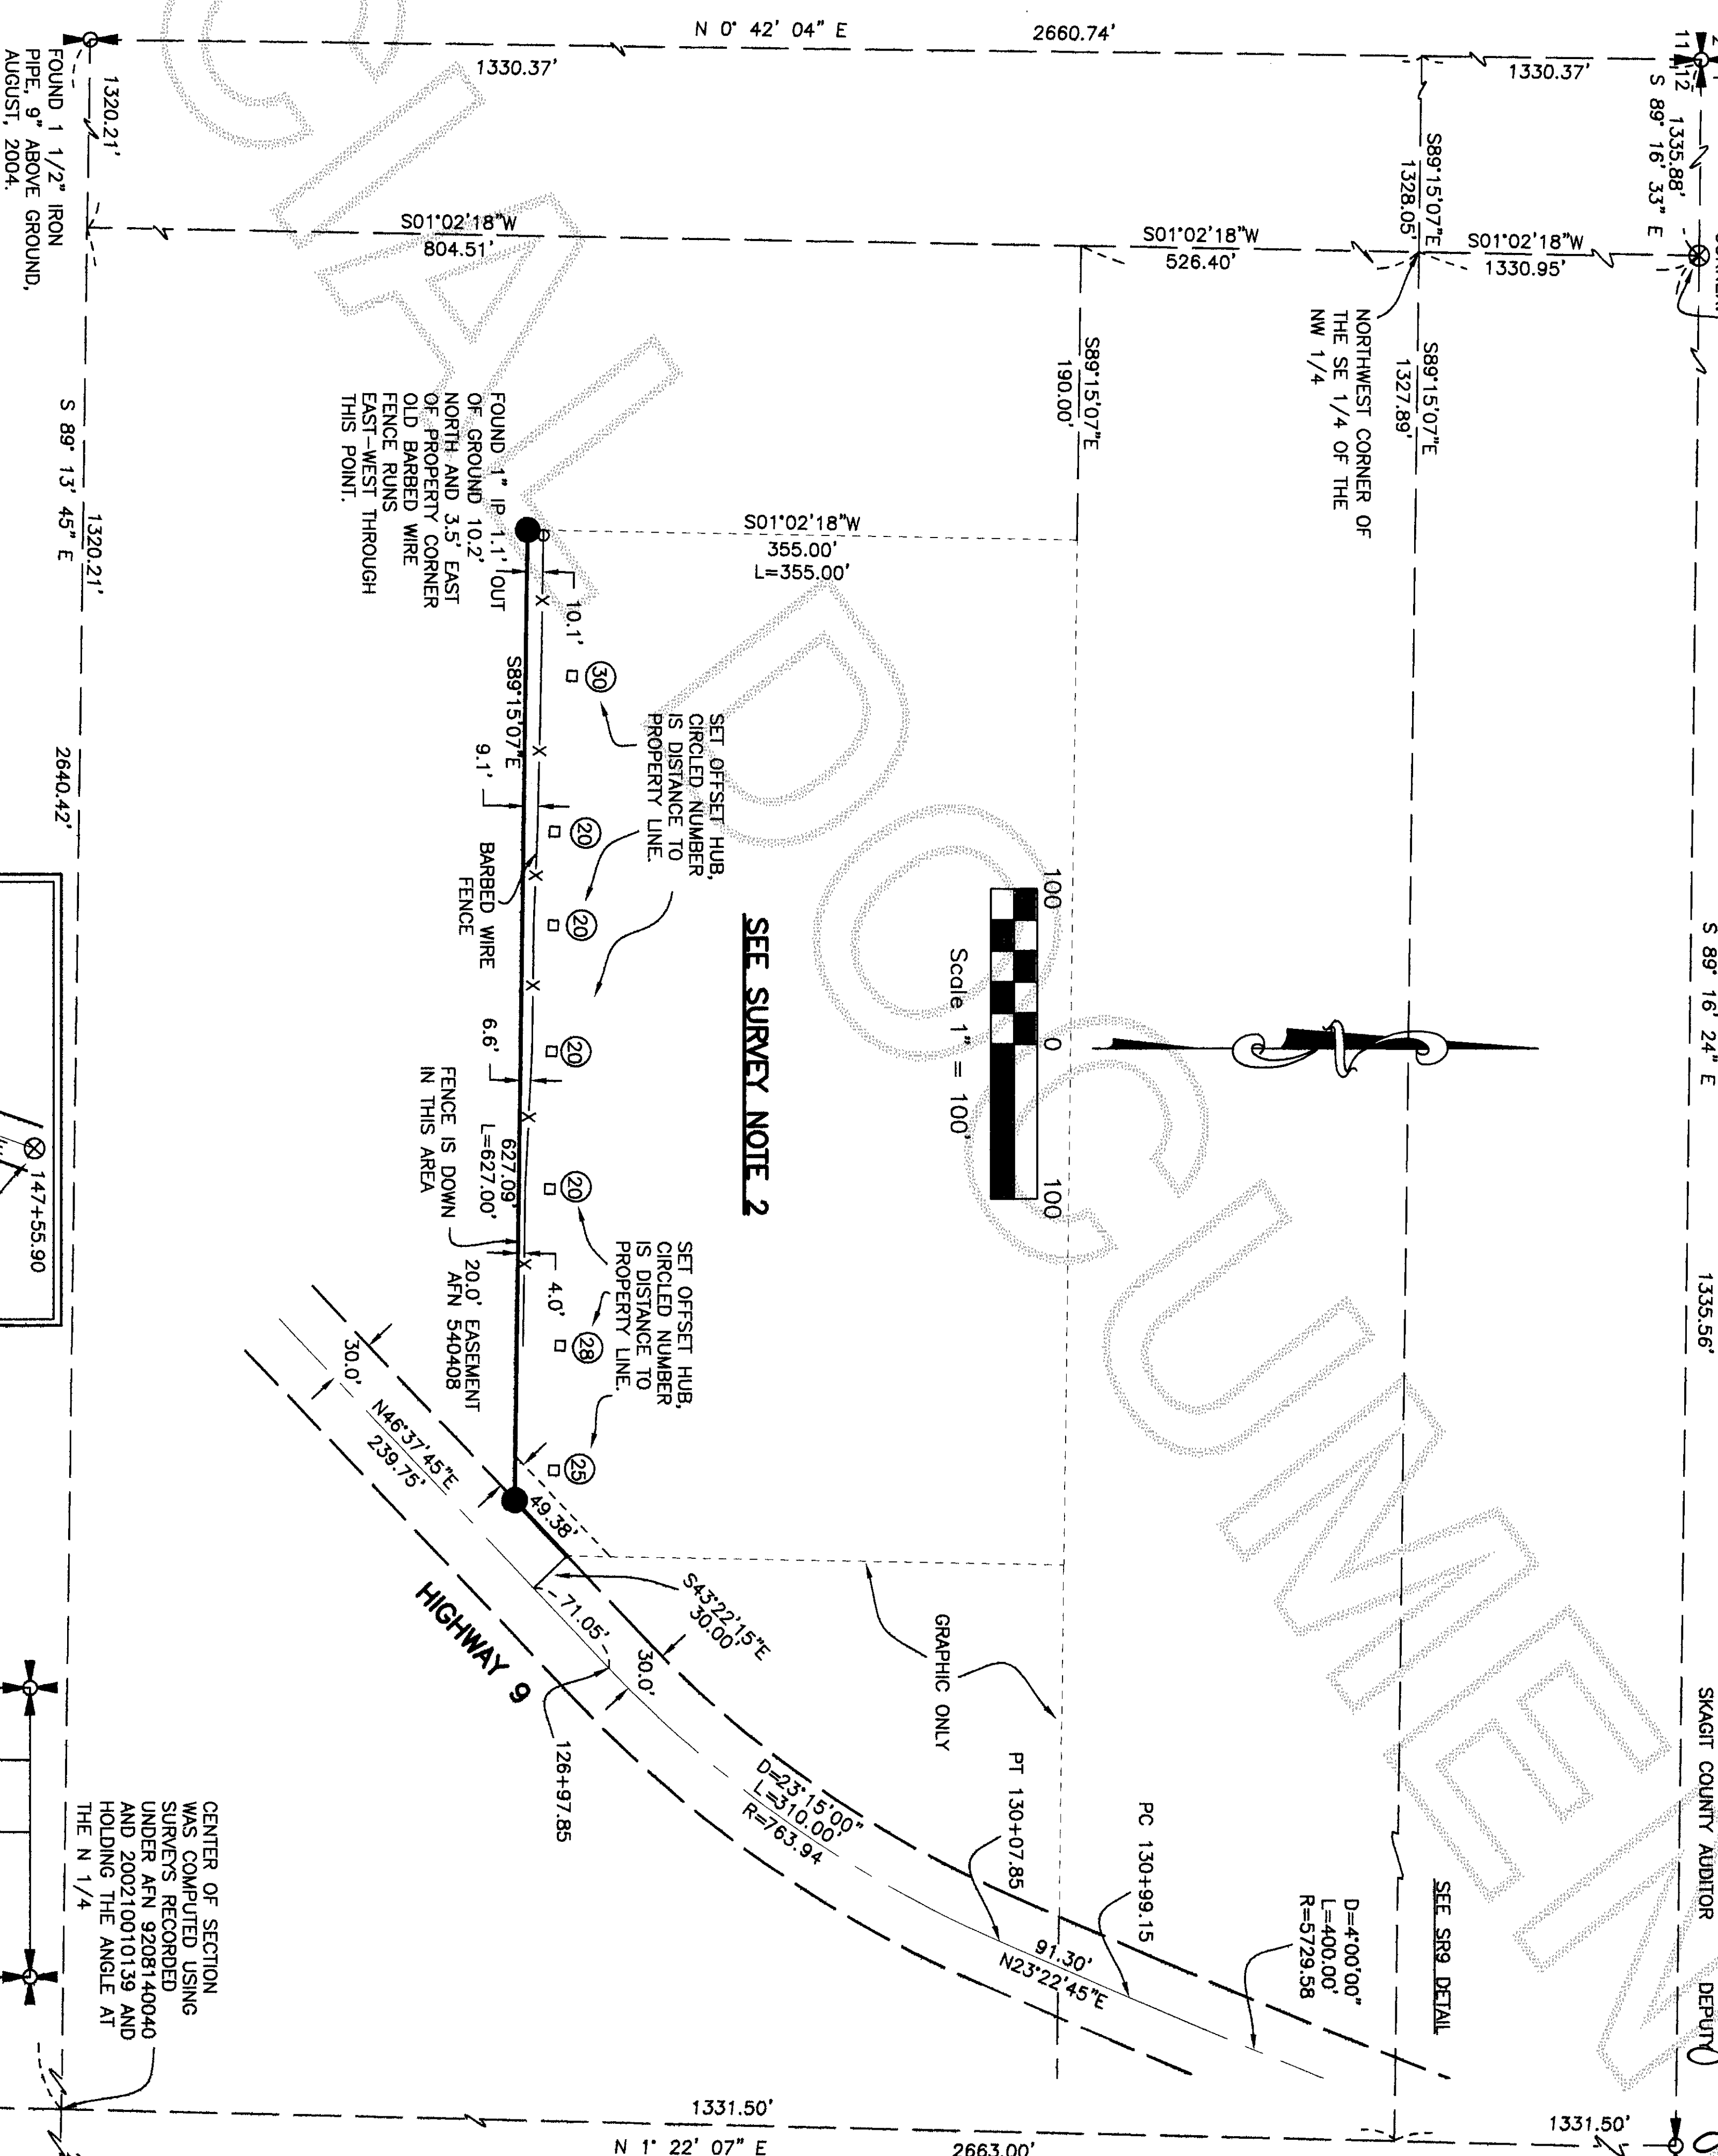 N 0° 42' 04" E
2660.74'
1330.37'
1330.37'
11
12
1335.88'
S 89° 16' 33" E
S 89° 16' 24" E
1335.56'
SKAGIT COUNTY AUDITOR
DEPUTY
1320.21'
FOUND 1 1/2" IRON
PIPE, 9" ABOVE GROUND,
AUGUST, 2004.
S01°02'18"W
804.51'
S01°02'18"W
526.40'
S01°02'18"W
1330.95'
S89°15'07"E
1328.05'
S89°15'07"E
1327.89'
NORTHWEST CORNER OF
THE SE 1/4 OF THE
NW 1/4
S89°15'07"E
190.00'
S01°02'18"W
355.00'
L=355.00'
FOUND 1" IP 1.1' OUT
OF GROUND 10.2'
NORTH AND 3.5' EAST
OF PROPERTY CORNER
OLD BARBED WIRE
FENCE RUNS
EAST-WEST THROUGH
THIS POINT.
10.1'
30
SET OFFSET HUB,
CIRCLED NUMBER
IS DISTANCE TO
PROPERTY LINE.
S89°15'07"E
9.1'
20
BARBED WIRE
FENCE
20
20
6.6'
20
627.09'
L=627.00'
FENCE IS DOWN
IN THIS AREA
SEE SURVEY NOTE 2
100
0
100
Scale 1" = 100'
SET OFFSET HUB,
CIRCLED NUMBER
IS DISTANCE TO
PROPERTY LINE.
4.0'
28
25
20.0' EASEMENT
AFN 540408
30.0'
N46°37'45"E
239.75'
49.38'
71.05'
S43°22'15"E
30.00'
30.0'
HIGHWAY 9
126+97.85
GRAPHIC ONLY
D=23°15'00"
L=310.00'
R=763.94
PT 130+07.85
PC 130+99.15
91.30'
N23°22'45"E
D=4°00'00"
L=400.00'
R=5729.58
SEE SR9 DETAIL
S 89° 13' 45" E
1320.21'
2640.42'
147+55.90
CENTER OF SECTION
WAS COMPUTED USING
SURVEYS RECORDED
UNDER AFN 9208140040
AND 200210010139 AND
HOLDING THE ANGLE AT
THE N 1/4
1331.50'
N 1° 22' 07" E
2663.00'
1331.50'
CIAL DOCUMEN